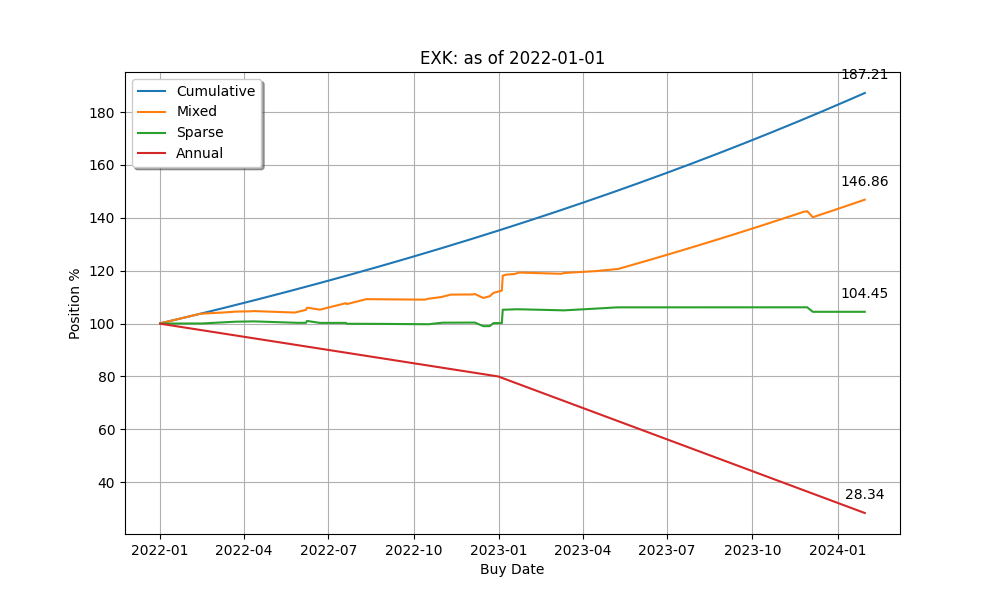 EXK: as of 2022-01-01
187.21
Cumulative
Mixed
Sparse
Annual
180
160
146.86
140
120
104.45
100
80
60
40
28.34
Position %
2022-01 2022-04 2022-07 2022-10 2023-01 2023-04 2023-07 2023-10 2024-01
Buy Date